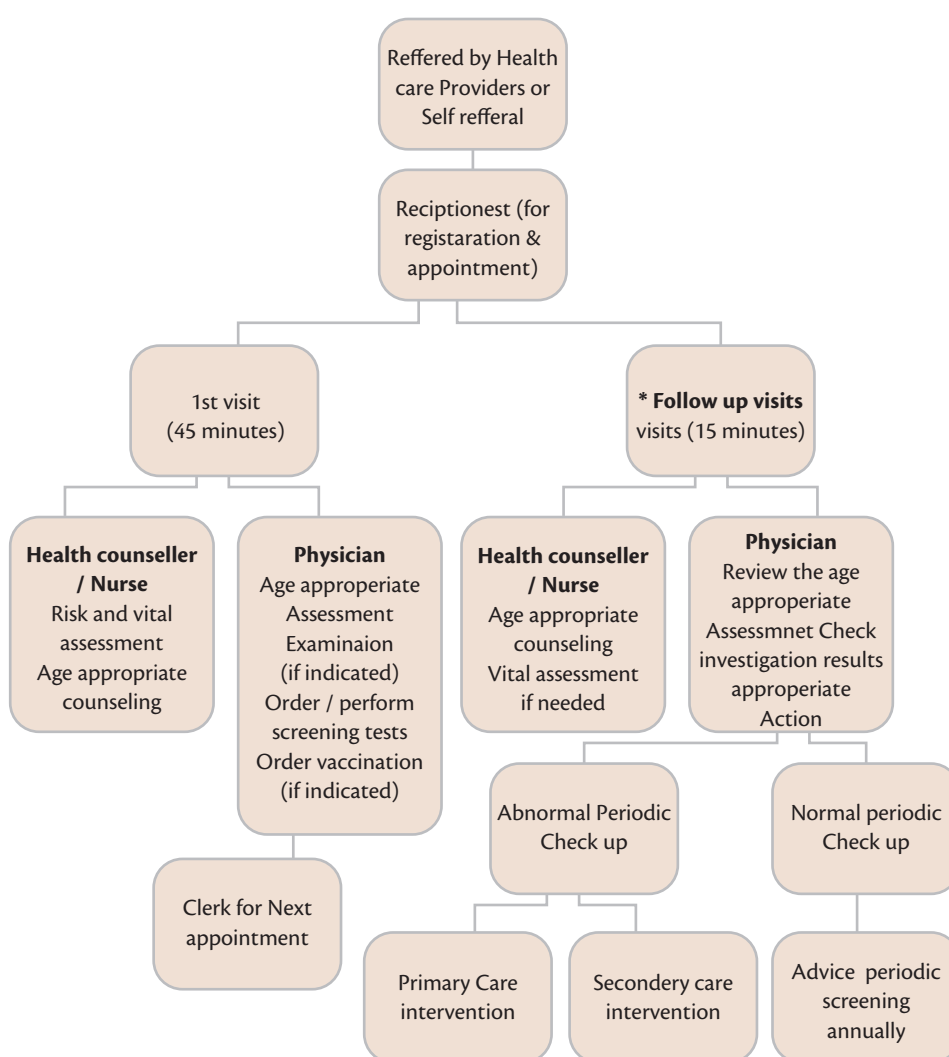 Reffered by Health
care Providers or
Self refferal
Reciptionest (for
registaration &
appointment)
1st visit
(45 minutes)
* Follow up visits
visits (15 minutes)
Health counseller
/ Nurse
Risk and vital
assessment
Age appropriate
counseling
Physician
Age approperiate
Assessment
Examinaion
(if indicated)
Order / perform
screening tests
Order vaccination
(if indicated)
Health counseller
/ Nurse
Age appropriate
counseling
Vital assessment
if needed
Physician
Review the age
approperiate
Assessmnet Check
investigation results
approperiate
Action
Clerk for Next
appointment
Abnormal Periodic
Check up
Normal periodic
Check up
Primary Care
intervention
Secondery care
intervention
Advice periodic
screening
annually